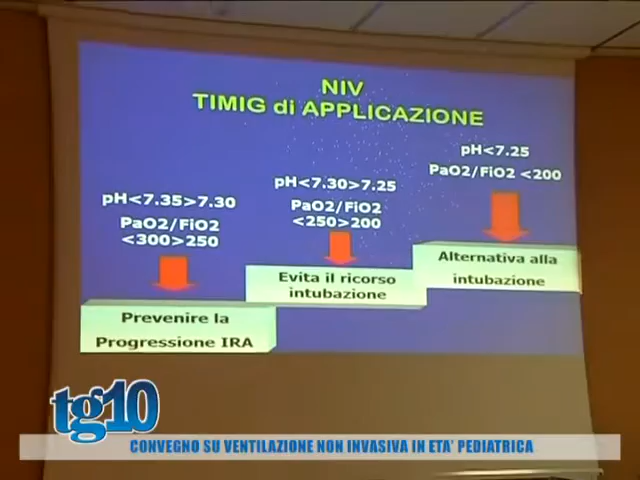 NIV
TIMIG di APPLICAZIONE
pH<7.35>7.30
PaO2/FiO2
<300>250
pH<7.30>7.25
PaO2/FiO2
<250>200
pH<7.25
PaO2/FiO2 <200
Prevenire la
Progressione IRA
Evita il ricorso
intubazione
Alternativa alla
intubazione
tg10
CONVEGNO SU VENTILAZIONE NON INVASIVA IN ETA' PEDIATRICA